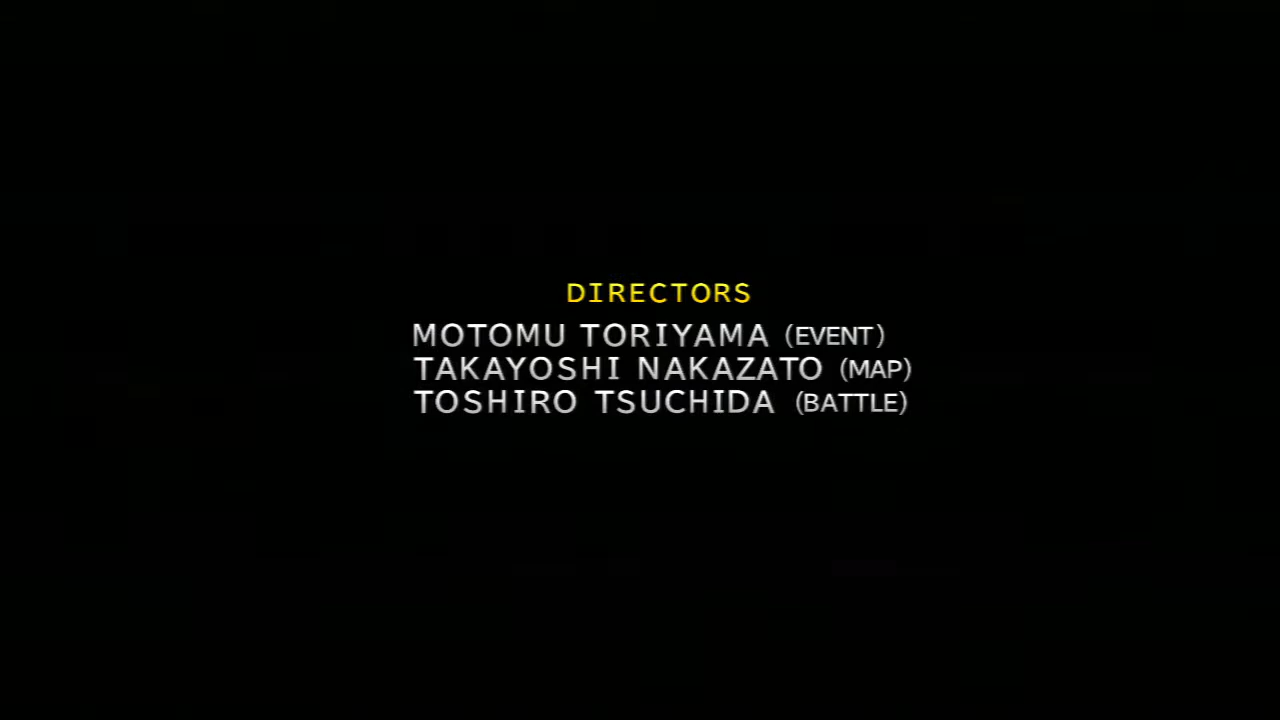 DIRECTORS
MOTOMU TORIYAMA (EVENT)
TAKAYOSHI NAKAZATO (MAP)
TOSHIRO TSUCHIDA (BATTLE)